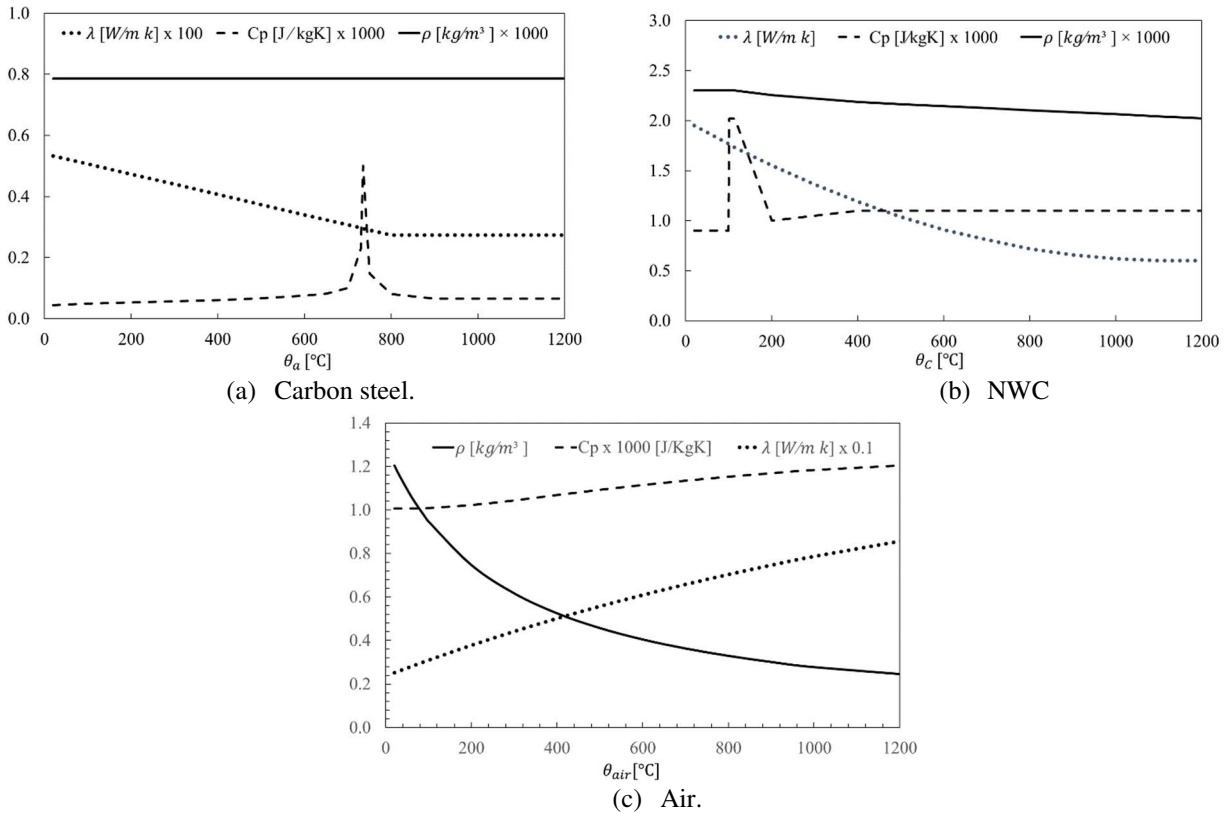 λ [W/m k] x 100 Cp [J/kgK] x 1000 ρ [kg/m³ ] × 1000
1.0
0.8
0.6
0.4
0.2
0.0
0 200 400 600 800 1000 1200
θa [°C]
(a) Carbon steel.
λ [W/m k] Cp [J/kgK] x 1000 ρ [kg/m³ ] × 1000
3.0
2.5
2.0
1.5
1.0
0.5
0.0
0 200 400 600 800 1000 1200
θC [°C]
(b) NWC
ρ [kg/m³ ] Cp x 1000 [J/KgK] λ [W/m k] x 0.1
1.4
1.2
1.0
0.8
0.6
0.4
0.2
0.0
0 200 400 600 800 1000 1200
θair[°C]
(c) Air.